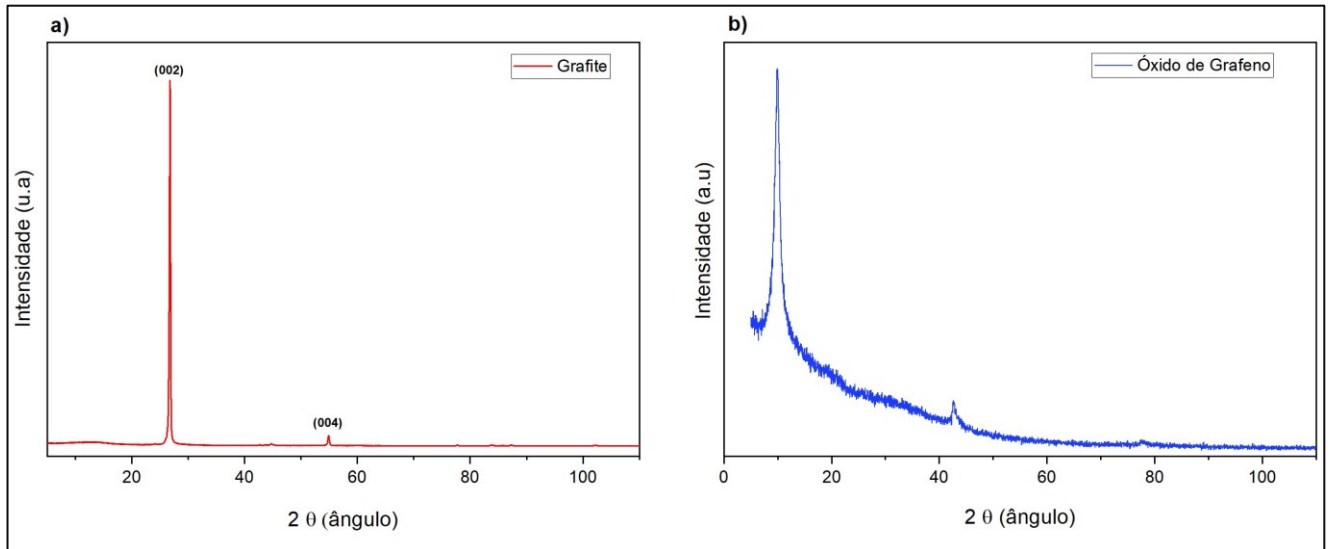 a)
Grafite
(002)
(004)
Intensidade (u.a)
20
40
60
80
100
2 θ (ângulo)
b)
Óxido de Grafeno
Intensidade (a.u)
0
20
40
60
80
100
2 θ (ângulo)